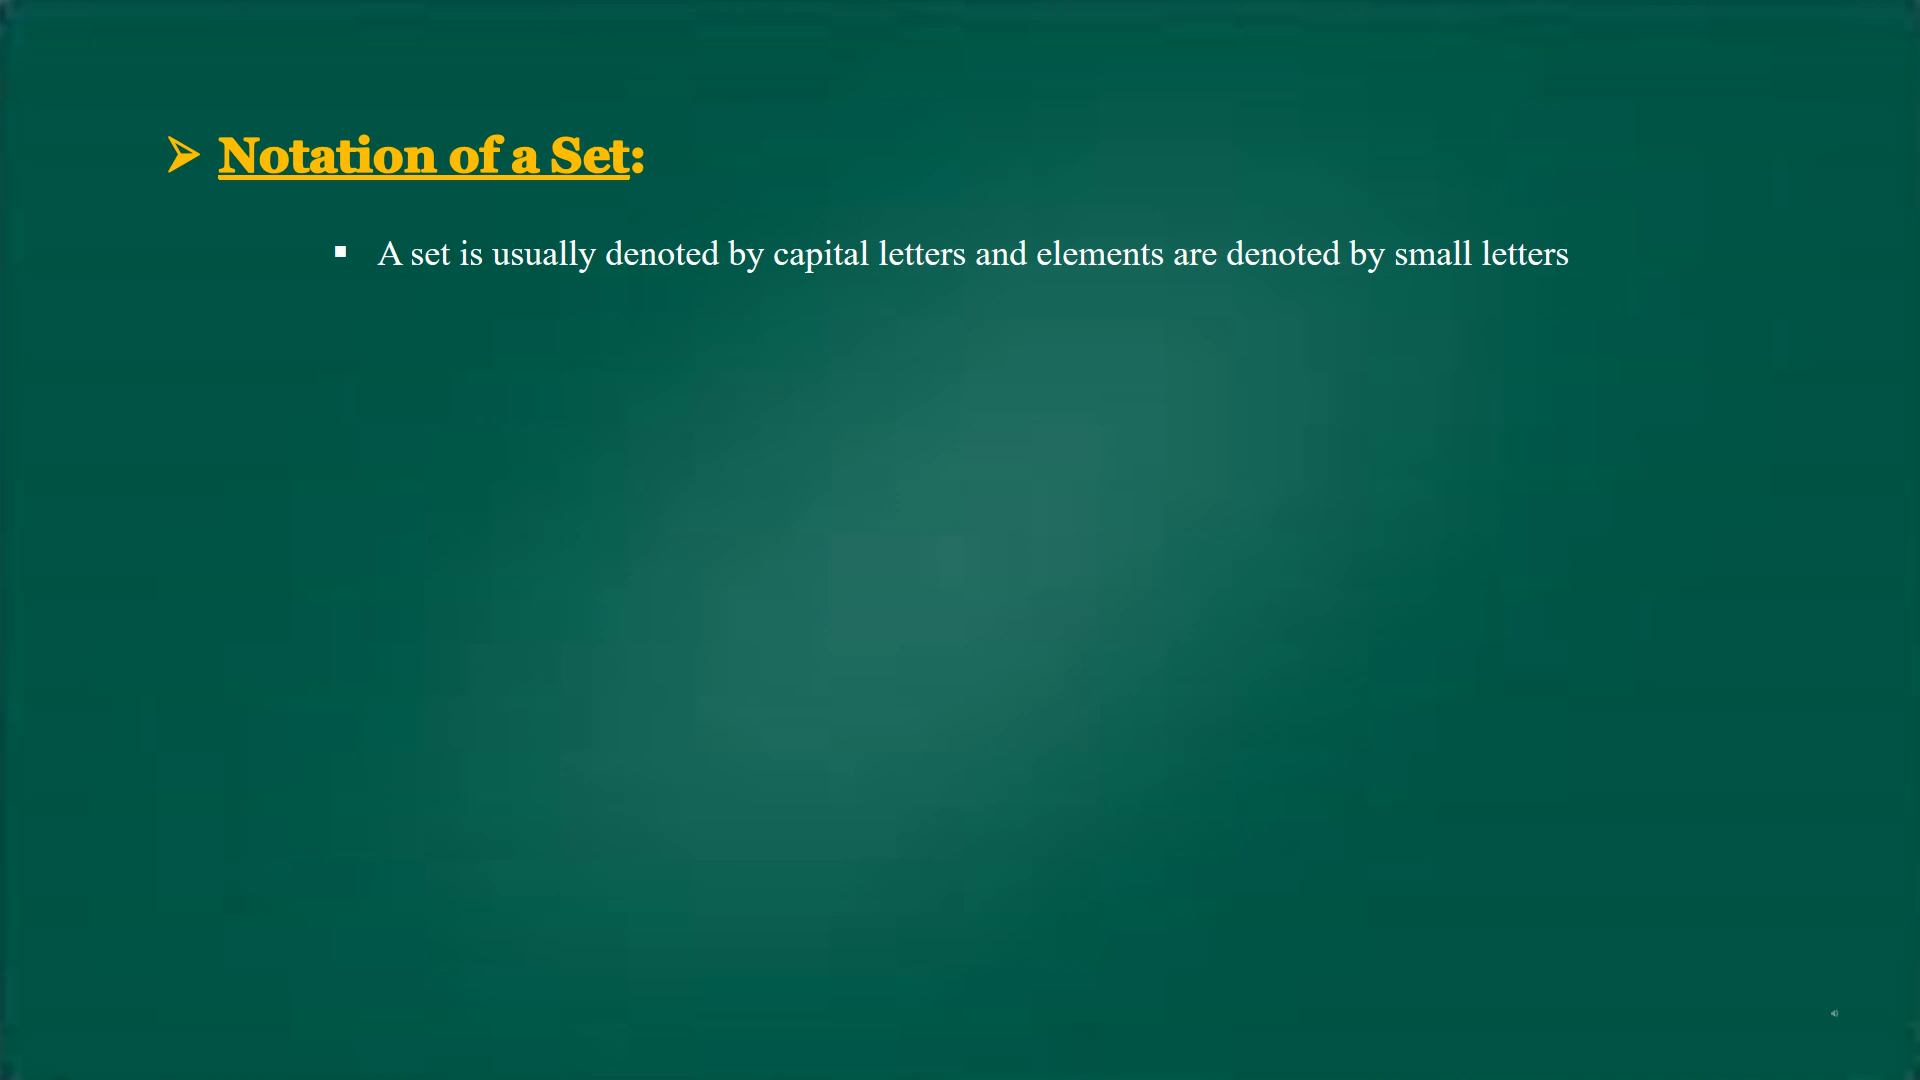 ➢ Notation of a Set:
▪ A set is usually denoted by capital letters and elements are denoted by small letters